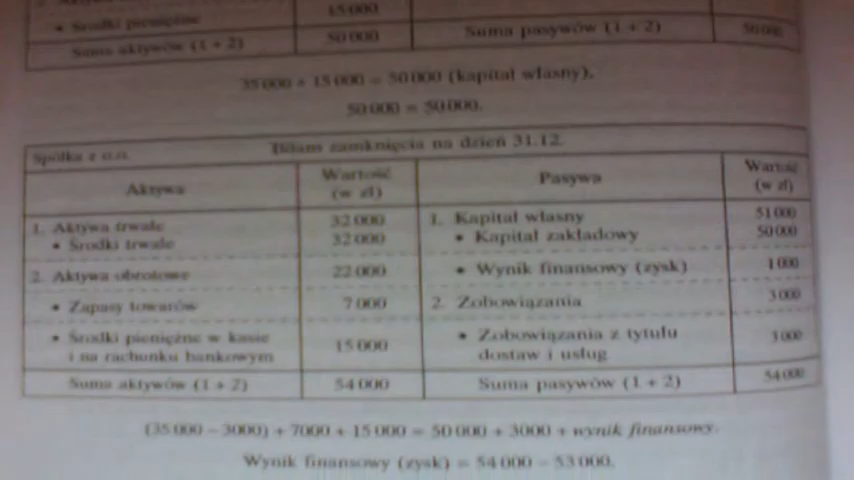 • Środki pieniężne 15 000
Suma aktywów (1 + 2) 50 000 Suma pasywów (1 + 2) 50 000
35 000 + 15 000 = 50 000 (kapitał własny),
50 000 = 50 000.
Spółka z o.o. Bilans zamknięcia na dzień 31.12.
Aktywa Wartość (w zł) Pasywa Wartość (w zł)
1. Aktywa trwałe 32 000 1. Kapitał własny 51 000
• Środki trwałe 32 000 • Kapitał zakładowy 50 000
2. Aktywa obrotowe 22 000 • Wynik finansowy (zysk) 1 000
• Zapasy towarów 7 000 2. Zobowiązania 3 000
• Środki pieniężne w kasie i na rachunku bankowym 15 000 • Zobowiązania z tytułu dostaw i usług 3 000
Suma aktywów (1 + 2) 54 000 Suma pasywów (1 + 2) 54 000
(35 000 – 3000) + 7000 + 15 000 = 50 000 + 3000 + wynik finansowy.
Wynik finansowy (zysk) = 54 000 – 53 000.